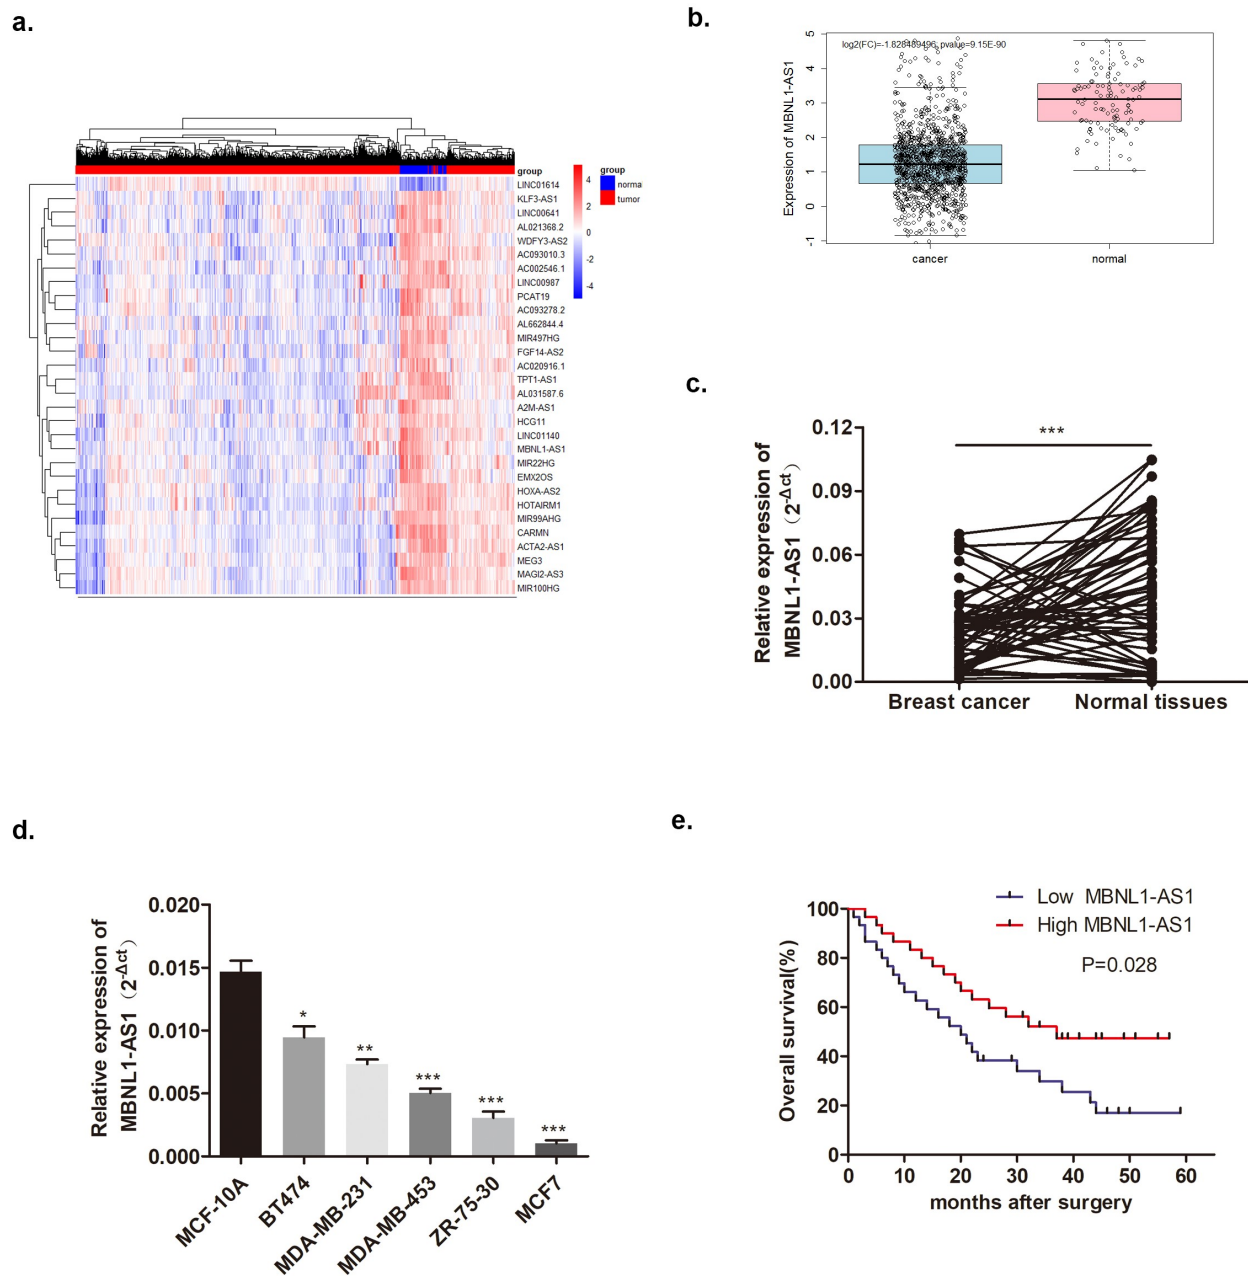 a.
group
LINC01614
KLF3-AS1
LINC00641
AL021368.2
WDFY3-AS2
AC093010.3
AC002546.1
LINC00987
PCAT19
AC093278.2
AL662844.4
MIR497HG
FGF14-AS2
AC020916.1
TPT1-AS1
AL031587.6
A2M-AS1
HCG11
LINC01140
MBNL1-AS1
MIR22HG
EMX2OS
HOXA-AS2
HOTAIRM1
MIR99AHG
CARMN
ACTA2-AS1
MEG3
MAGI2-AS3
MIR100HG
4
2
0
-2
-4
group
norma
tumor
b.
log2(FC)=-1.828489496, pvalue=9.15E-90
Expression of MBNL1-AS1
5
4
3
2
1
0
-1
cancer
normal
c.
Relative expression of
MBNL1-AS1 (2-Δct)
0.12
0.09
0.06
0.03
0.00
***
Breast cancer
Normal tissues
d.
Relative expression of
MBNL1-AS1 (2-Δct)
0.020
0.015
0.010
0.005
0.000
*
**
***
***
***
MCF-10A
BT474
MDA-MB-231
MDA-MB-453
ZR-75-30
MCF7
e.
Low MBNL1-AS1
High MBNL1-AS1
P=0.028
Overall survival(%)
100
80
60
40
20
0
0 10 20 30 40 50 60
months after surgery